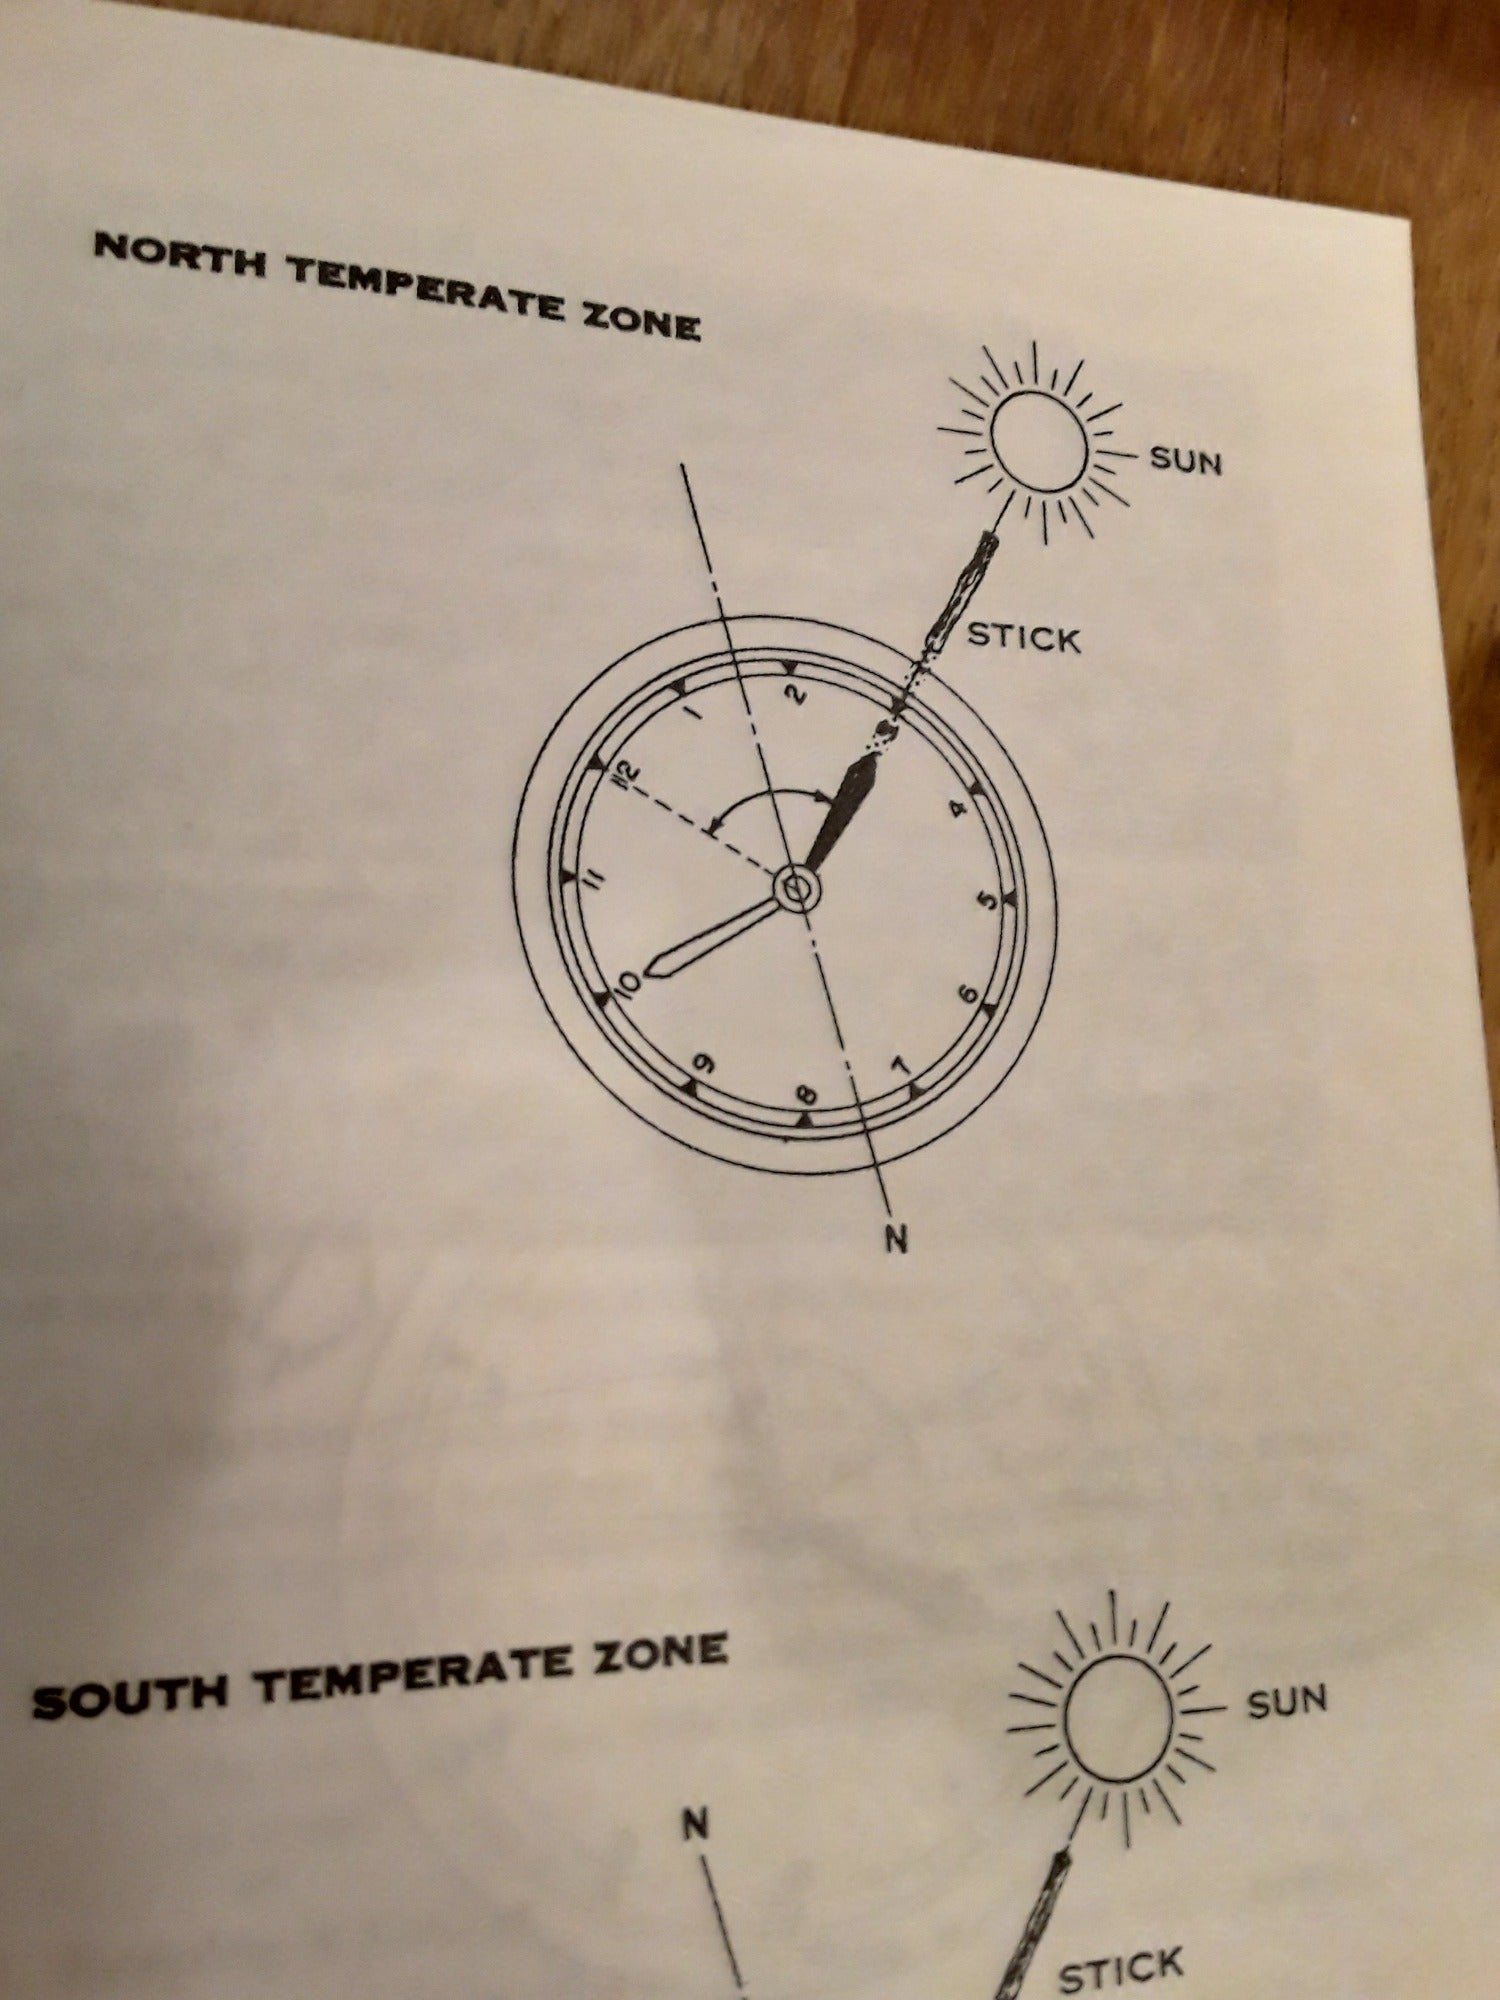 NORTH TEMPERATE ZONE
SUN
STICK
12
1
2
4
5
6
7
8
9
10
11
N
SOUTH TEMPERATE ZONE
SUN
N
STICK